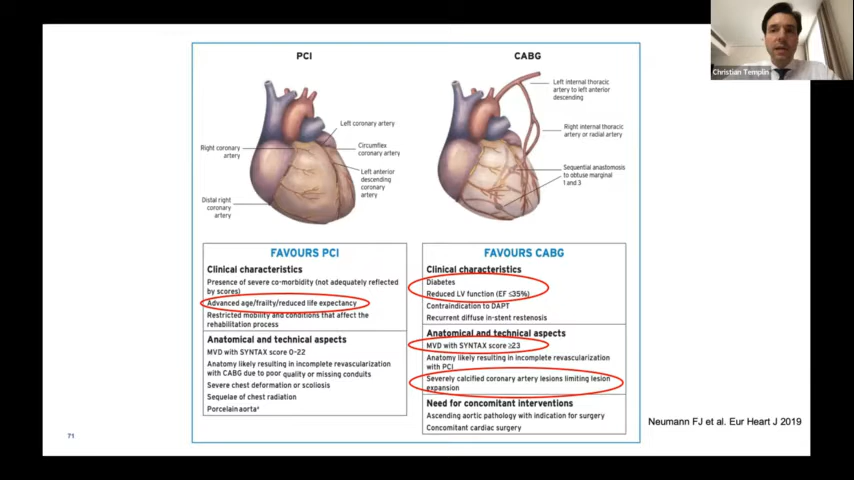 Christian Templin
PCI
CABG
Left coronary artery
Right coronary
artery
Circumflex
coronary artery
Left anterior
descending
coronary
artery
Distal right
coronary
artery
Left internal thoracic
artery to left anterior
descending
Right internal thoracic
artery or radial artery
Sequential anastomosis
to obtuse marginal
1 and 3
FAVOURS PCI
Clinical characteristics
Presence of severe co-morbidity (not adequately reflected
by scores)
Advanced age/frailty/reduced life expectancy
Restricted mobility and conditions that affect the
rehabilitation process
Anatomical and technical aspects
MVD with SYNTAX score 0–22
Anatomy likely resulting in incomplete revascularization
with CABG due to poor quality or missing conduits
Severe chest deformation or scoliosis
Sequelae of chest radiation
Porcelain aortaª
FAVOURS CABG
Clinical characteristics
Diabetes
Reduced LV function (EF ≤35%)
Contraindication to DAPT
Recurrent diffuse in-stent restenosis
Anatomical and technical aspects
MVD with SYNTAX score ≥23
Anatomy likely resulting in incomplete revascularization
with PCI
Severely calcified coronary artery lesions limiting lesion
expansion
Need for concomitant interventions
Ascending aortic pathology with indication for surgery
Concomitant cardiac surgery
Neumann FJ et al. Eur Heart J 2019
71